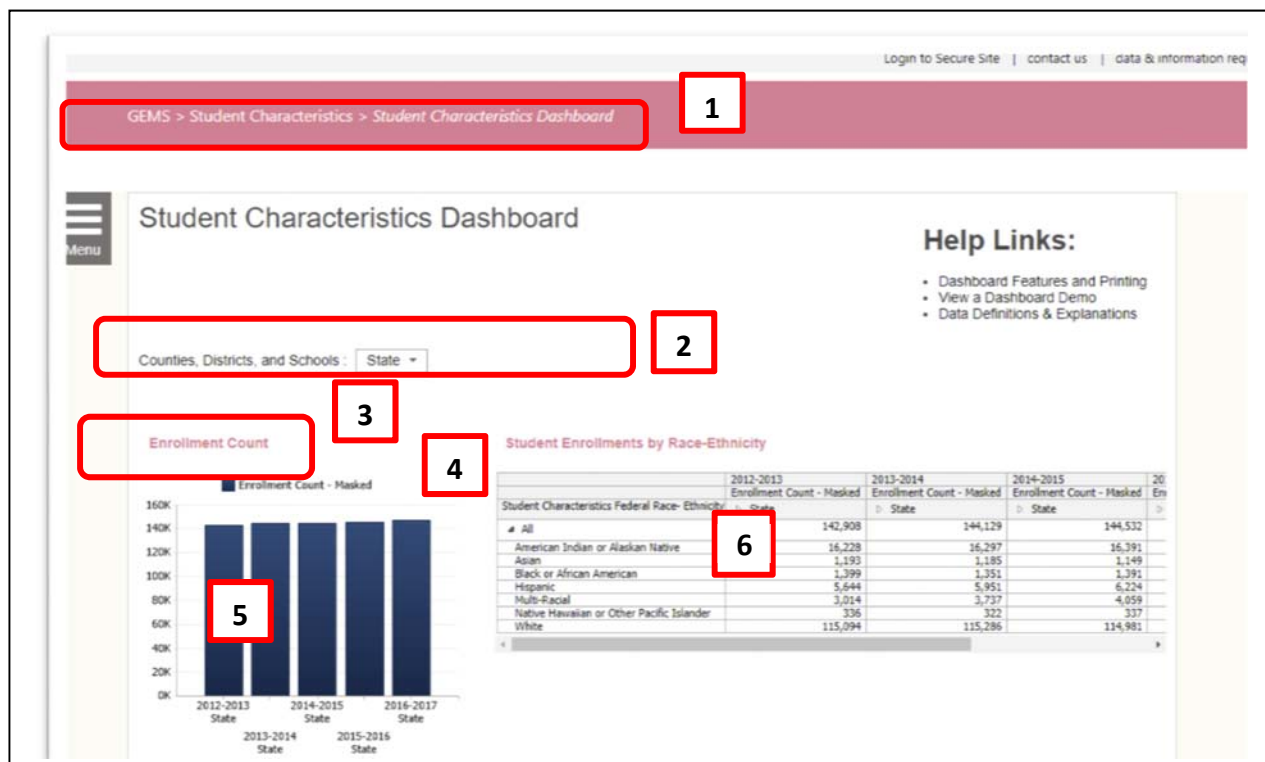 Login to Secure Site | contact us | data & information req
GEMS > Student Characteristics > Student Characteristics Dashboard
1
Menu
Student Characteristics Dashboard
Help Links:
• Dashboard Features and Printing
• View a Dashboard Demo
• Data Definitions & Explanations
2
Counties, Districts, and Schools : State
3
Enrollment Count
4
Student Enrollments by Race-Ethnicity
Enrollment Count - Masked
160K
140K
120K
100K
80K
60K
40K
20K
0K
5
2012-2013 State
2013-2014 State
2014-2015 State
2015-2016 State
2016-2017 State
2012-2013 2013-2014 2014-2015 20
Enrollment Count - Masked Enrollment Count - Masked Enrollment Count - Masked En
Student Characteristics Federal Race- Ethnicity State State State
6
All 142,908 144,129 144,532
American Indian or Alaskan Native 16,228 16,297 16,391
Asian 1,193 1,185 1,149
Black or African American 1,399 1,351 1,391
Hispanic 5,644 5,951 6,224
Multi-Racial 3,014 3,737 4,059
Native Hawaiian or Other Pacific Islander 336 322 337
White 115,094 115,286 114,981